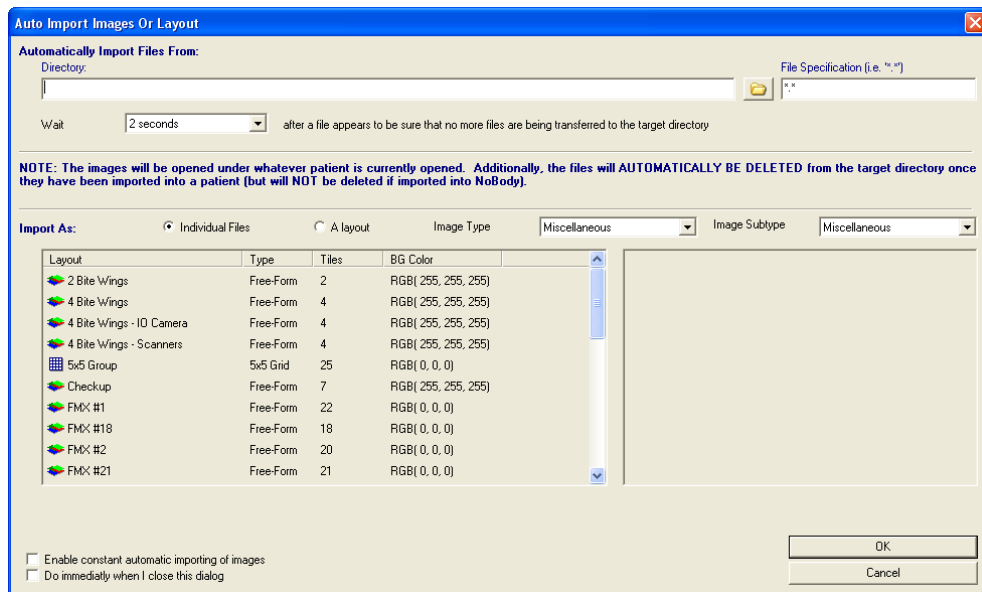 Auto Import Images Or Layout
Automatically Import Files From:
Directory: File Specification (i.e. "*.*")
*.*
Wait 2 seconds after a file appears to be sure that no more files are being transferred to the target directory
NOTE: The images will be opened under whatever patient is currently opened. Additionally, the files will AUTOMATICALLY BE DELETED from the target directory once
they have been imported into a patient (but will NOT be deleted if imported into NoBody).
Import As: Individual Files A layout Image Type Miscellaneous Image Subtype Miscellaneous
Layout Type Tiles BG Color
2 Bite Wings Free-Form 2 RGB( 255, 255, 255)
4 Bite Wings Free-Form 4 RGB( 255, 255, 255)
4 Bite Wings - IO Camera Free-Form 4 RGB( 255, 255, 255)
4 Bite Wings - Scanners Free-Form 4 RGB( 255, 255, 255)
5x5 Group 5x5 Grid 25 RGB( 0, 0, 0)
Checkup Free-Form 7 RGB( 255, 255, 255)
FMX #1 Free-Form 22 RGB( 0, 0, 0)
FMX #18 Free-Form 18 RGB( 0, 0, 0)
FMX #2 Free-Form 20 RGB( 0, 0, 0)
FMX #21 Free-Form 21 RGB( 0, 0, 0)
Enable constant automatic importing of images
Do immediatly when I close this dialog
OK
Cancel